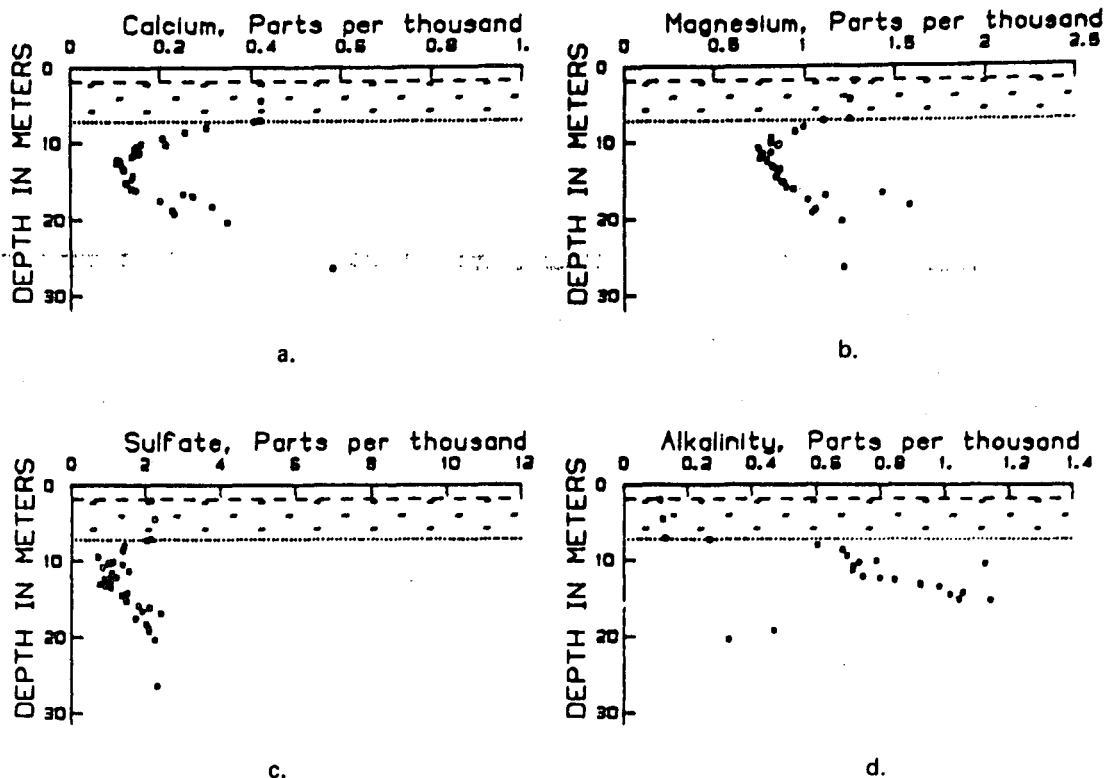 Calcium, Parts per thousand
0 0.2 0.4 0.6 0.8 1.
DEPTH IN METERS
0
10
20
30
a.
Magnesium, Parts per thousand
0 0.5 1 1.5 2 2.5
DEPTH IN METERS
0
10
20
30
b.
Sulfate, Parts per thousand
0 2 4 6 8 10 12
DEPTH IN METERS
0
10
20
30
c.
Alkalinity, Parts per thousand
0 0.2 0.4 0.6 0.8 1. 1.2 1.4
DEPTH IN METERS
0
10
20
30
d.